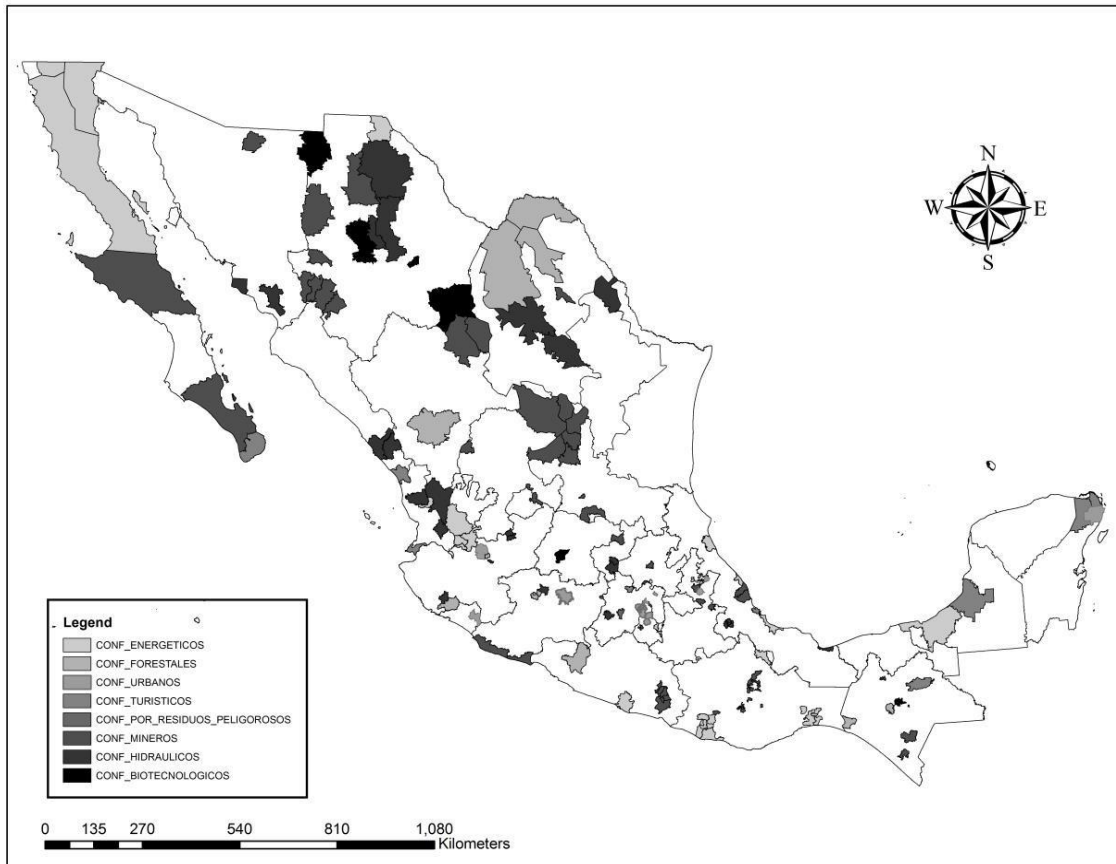 N
W E
S
Legend
CONF_ENERGETICOS
CONF_FORESTALES
CONF_URBANOS
CONF_TURISTICOS
CONF_POR_RESIDUOS_PELIGOROSOS
CONF_MINEROS
CONF_HIDRAULICOS
CONF_BIOTECNOLOGICOS
0 135 270 540 810 1,080
Kilometers